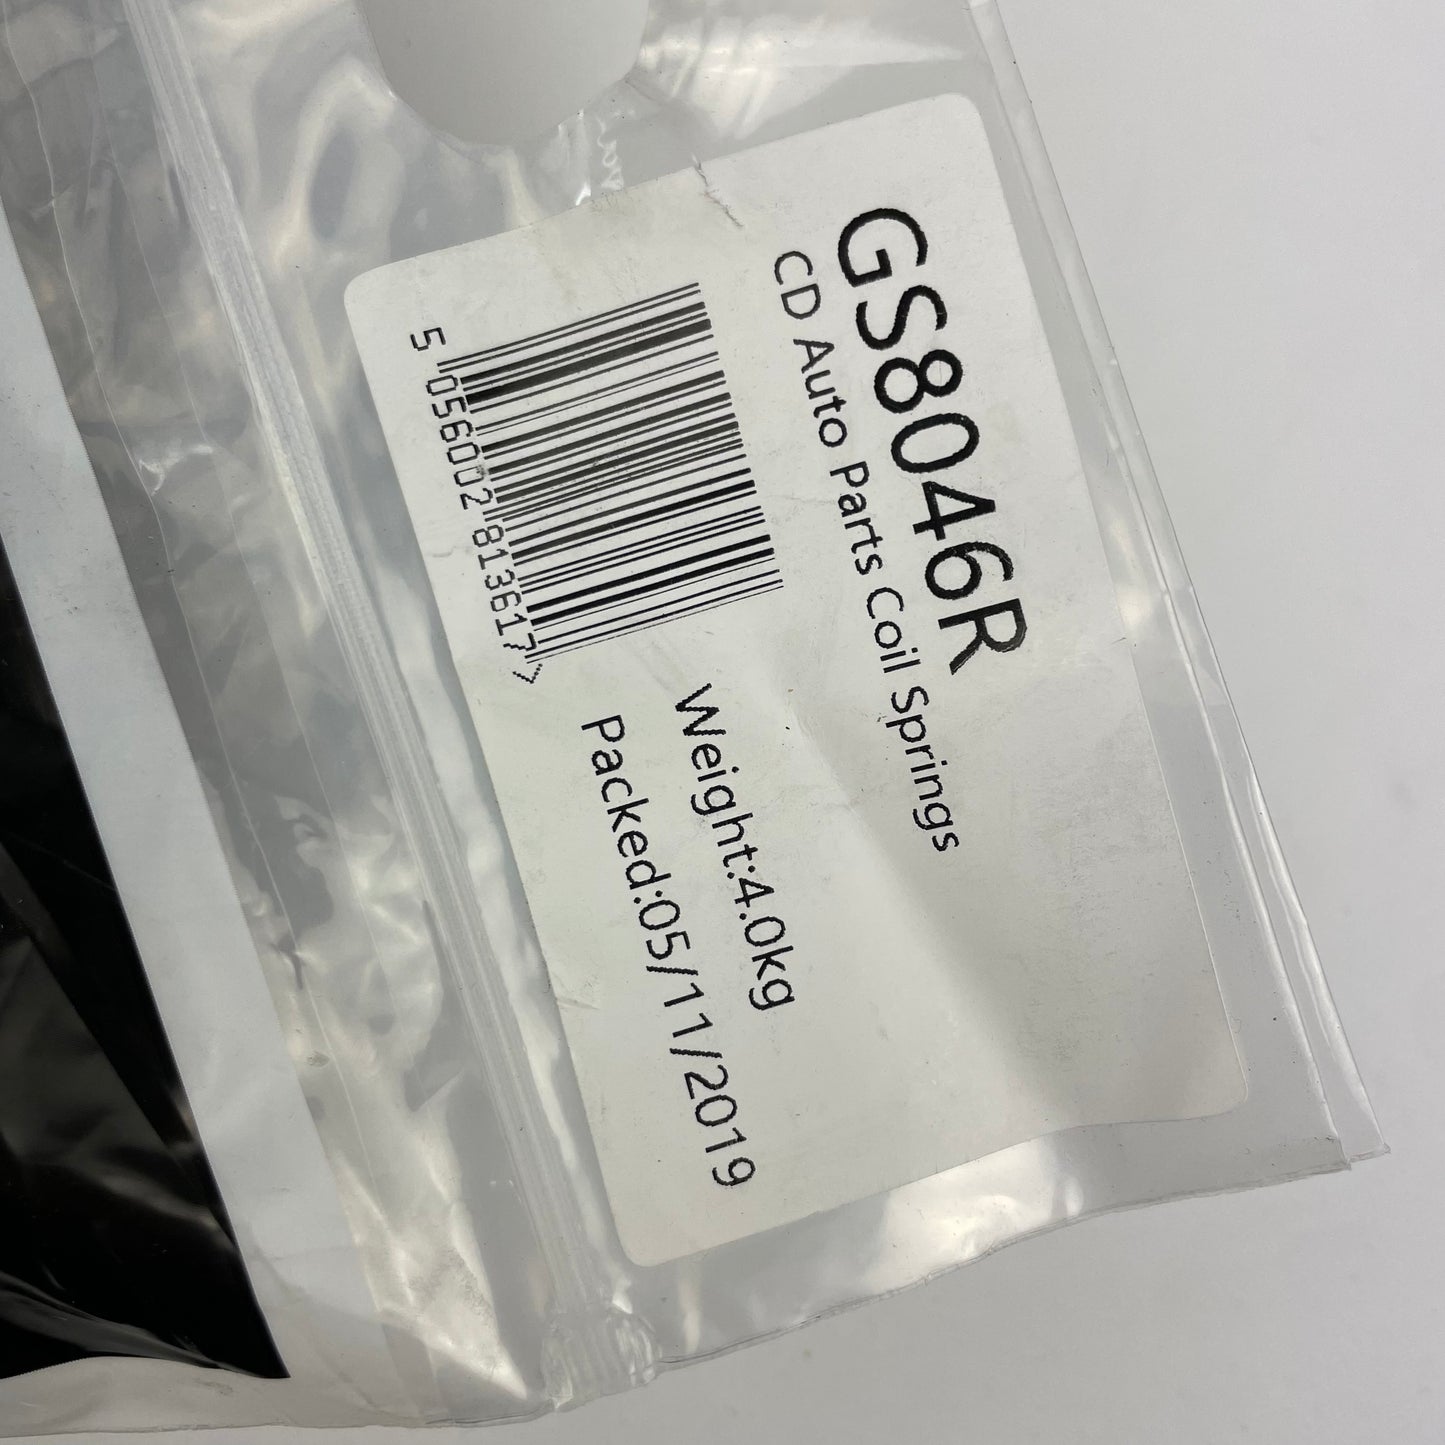 GS8046R
CD Auto Parts Coil Springs
5 056002 813617 >
Weight:4.0kg
Packed:05/11/2019